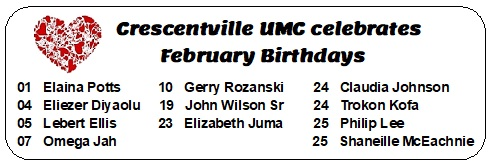 Crescentville UMC celebrates
February Birthdays
01 Elaina Potts
04 Eliezer Diyaolu
05 Lebert Ellis
07 Omega Jah
10 Gerry Rozanski
19 John Wilson Sr
23 Elizabeth Juma
24 Claudia Johnson
24 Trokon Kofa
25 Philip Lee
25 Shaneille McEachnie